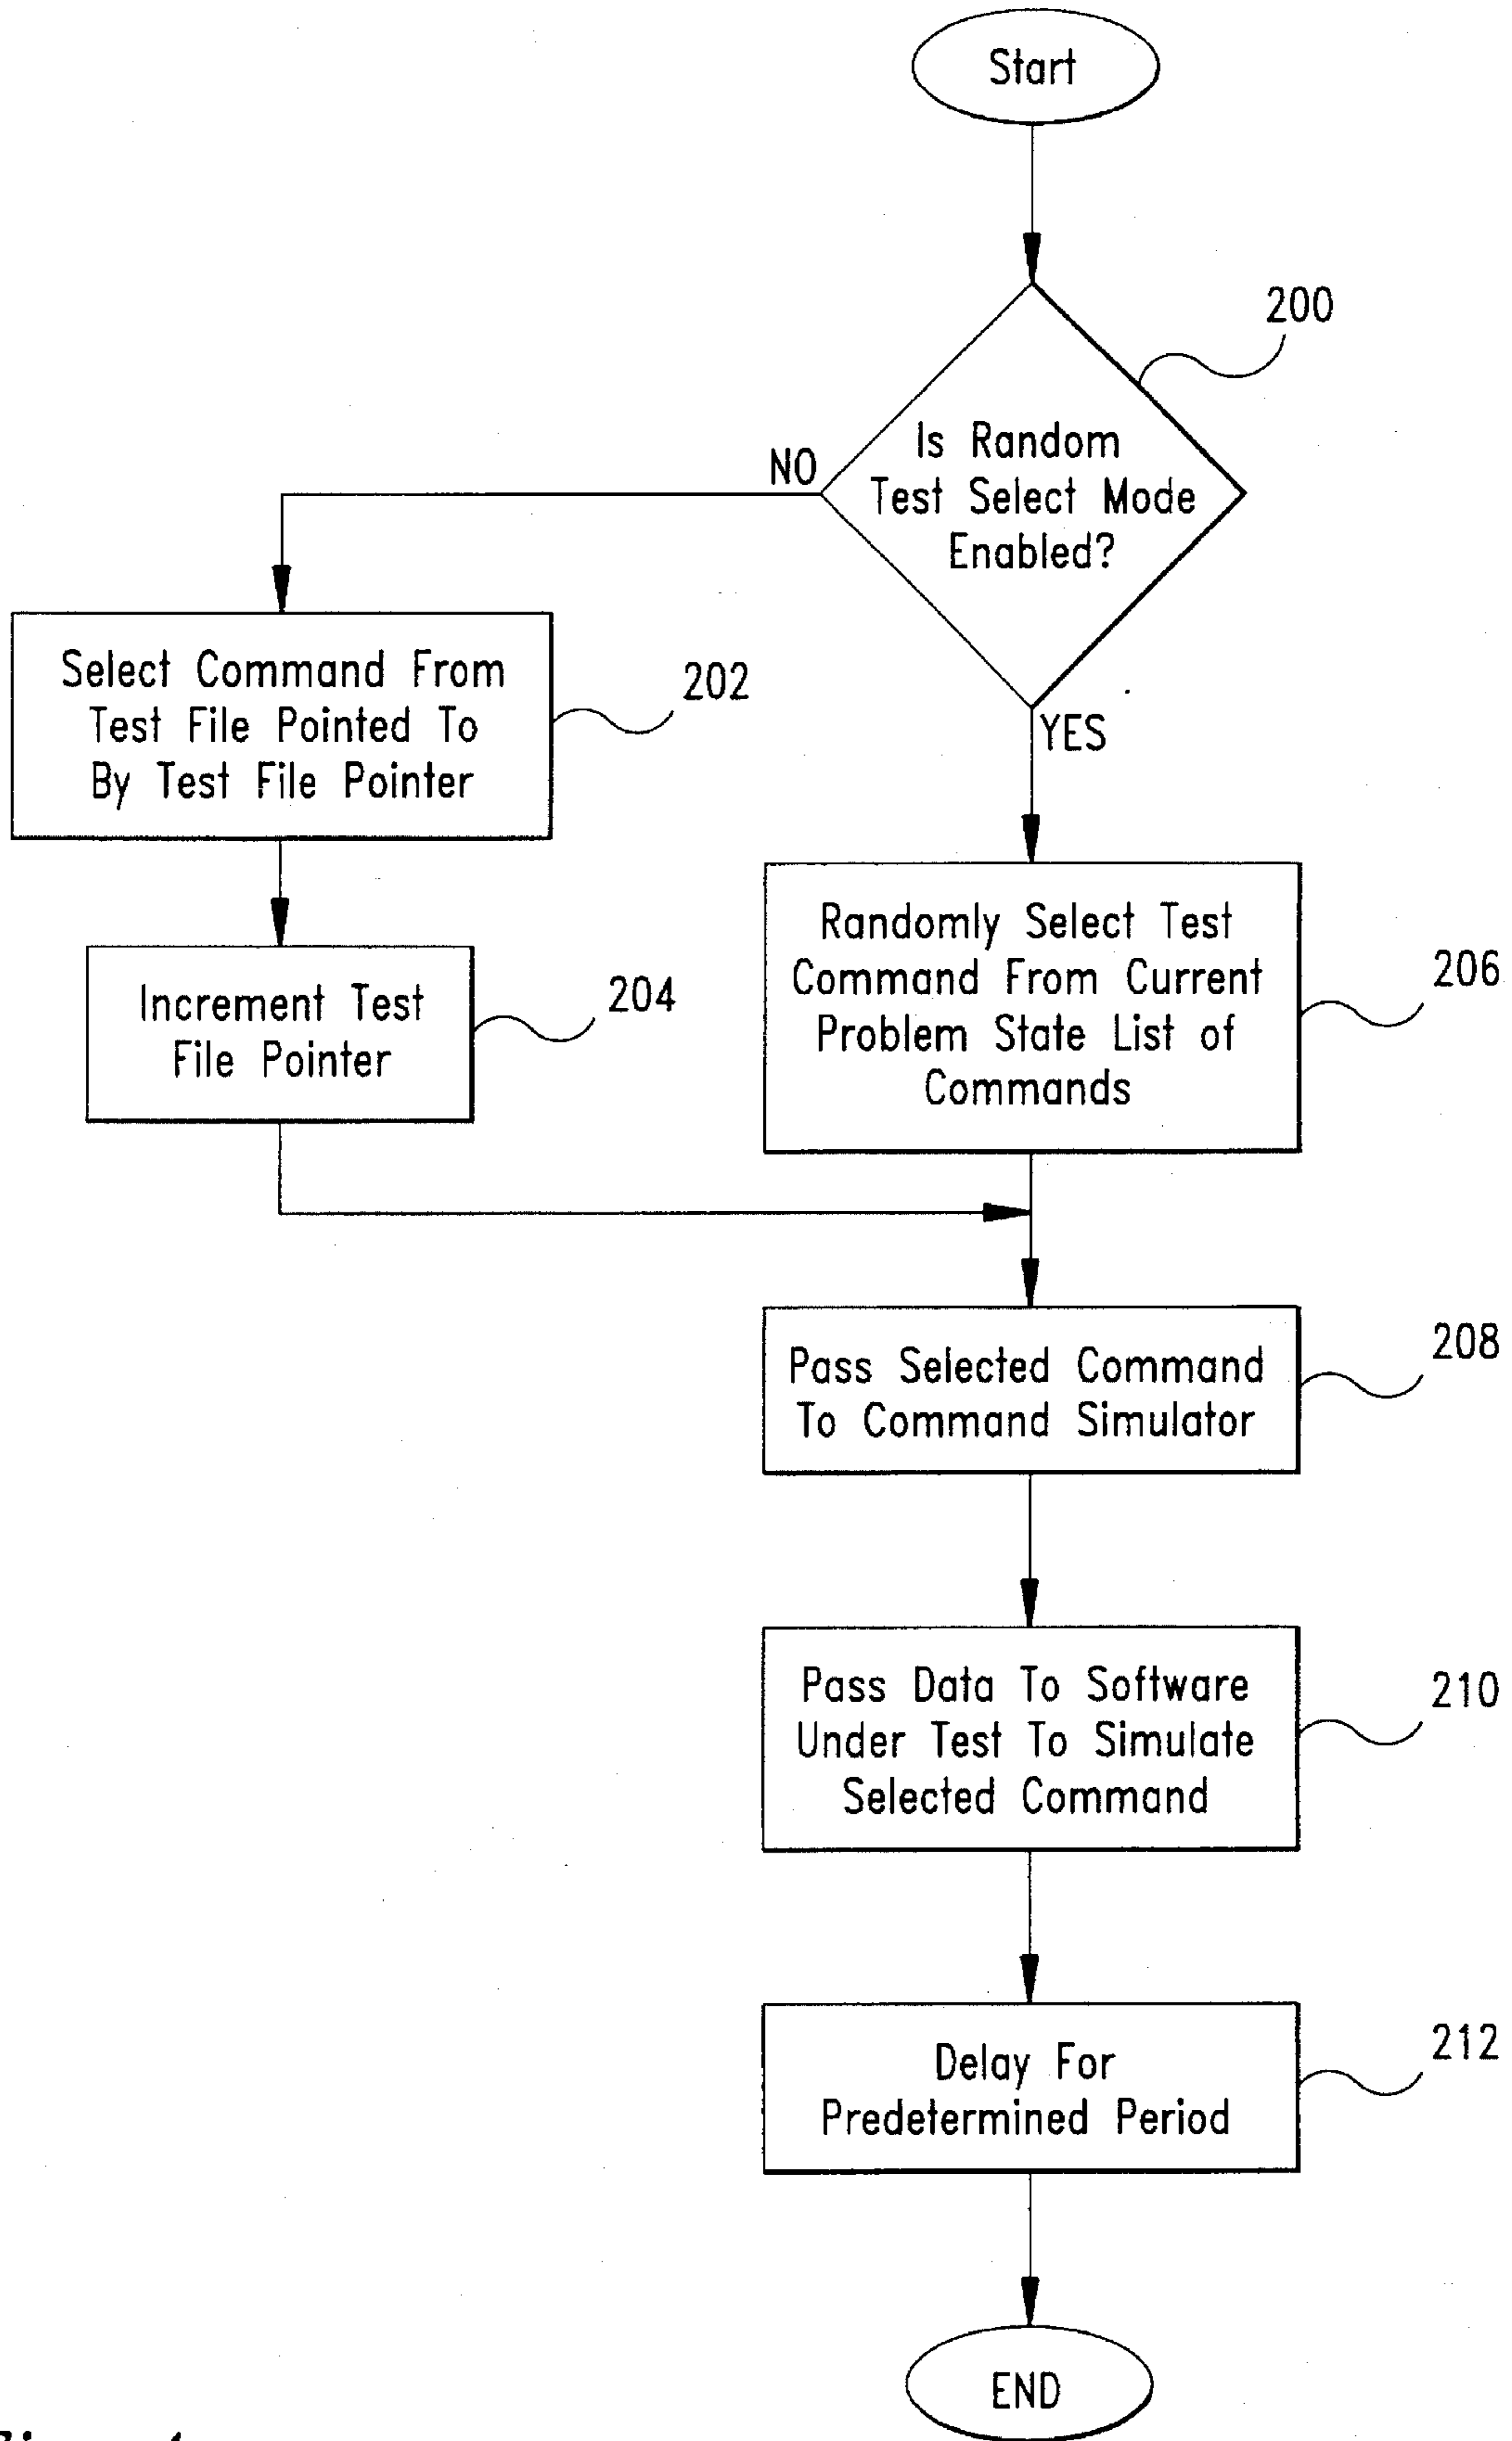 Start
200
Is Random
Test Select Mode
Enabled?
NO
YES
Select Command From
Test File Pointed To
By Test File Pointer
202
Increment Test
File Pointer
204
Randomly Select Test
Command From Current
Problem State List of
Commands
206
Pass Selected Command
To Command Simulator
208
Pass Data To Software
Under Test To Simulate
Selected Command
210
Delay For
Predetermined Period
212
END